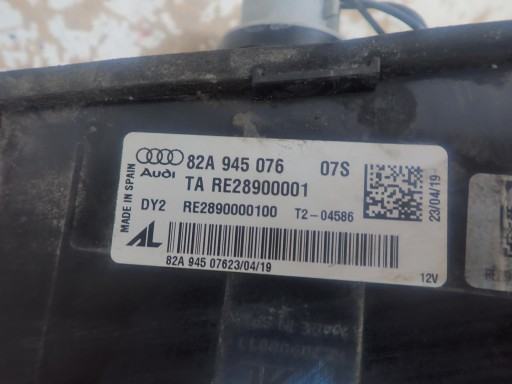 MADE IN SPAIN
Audi
82A 945 076 07S
TA RE28900001
DY2 RE2890000100 T2-04586
23/04/19-
AL
82A 945 07623/04/19
12V